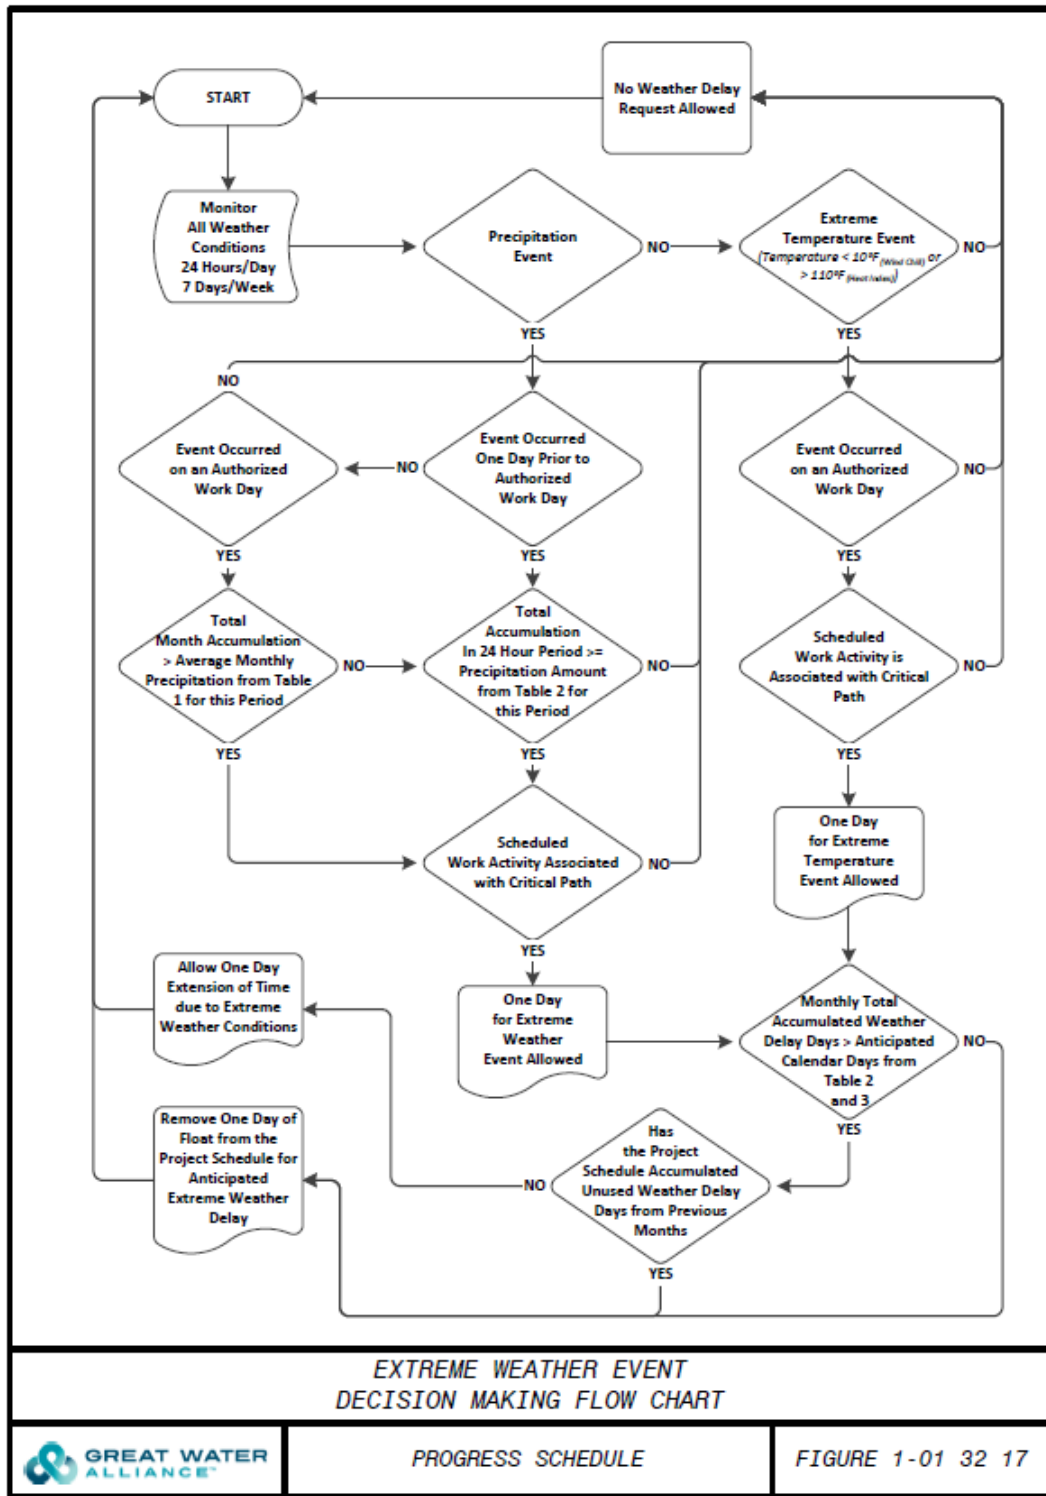 START
No Weather Delay
Request Allowed
Monitor
All Weather
Conditions
24 Hours/Day
7 Days/Week
Precipitation
Event
NO
Extreme
Temperature Event
(Temperature < 10ºF (Wind Chill) or
> 110ºF (Heat Index))
NO
YES
YES
NO
Event Occurred
on an Authorized
Work Day
NO
Event Occurred
One Day Prior to
Authorized
Work Day
Event Occurred
on an Authorized
Work Day
NO
YES
YES
YES
Total
Month Accumulation
> Average Monthly
Precipitation from Table
1 for this Period
NO
Total
Accumulation
In 24 Hour Period >=
Precipitation Amount
from Table 2 for
this Period
NO
Scheduled
Work Activity is
Associated with Critical
Path
NO
YES
YES
YES
Scheduled
Work Activity Associated
with Critical Path
NO
One Day
for Extreme
Temperature
Event Allowed
YES
Allow One Day
Extension of Time
due to Extreme
Weather Conditions
One Day
for Extreme
Weather
Event Allowed
Monthly Total
Accumulated Weather
Delay Days > Anticipated
Calendar Days from
Table 2
and 3
NO
YES
Remove One Day of
Float from the
Project Schedule for
Anticipated
Extreme Weather
Delay
NO
Has
the Project
Schedule Accumulated
Unused Weather Delay
Days from Previous
Months
YES
EXTREME WEATHER EVENT
DECISION MAKING FLOW CHART
GREAT WATER
ALLIANCE™
PROGRESS SCHEDULE
FIGURE 1-01 32 17